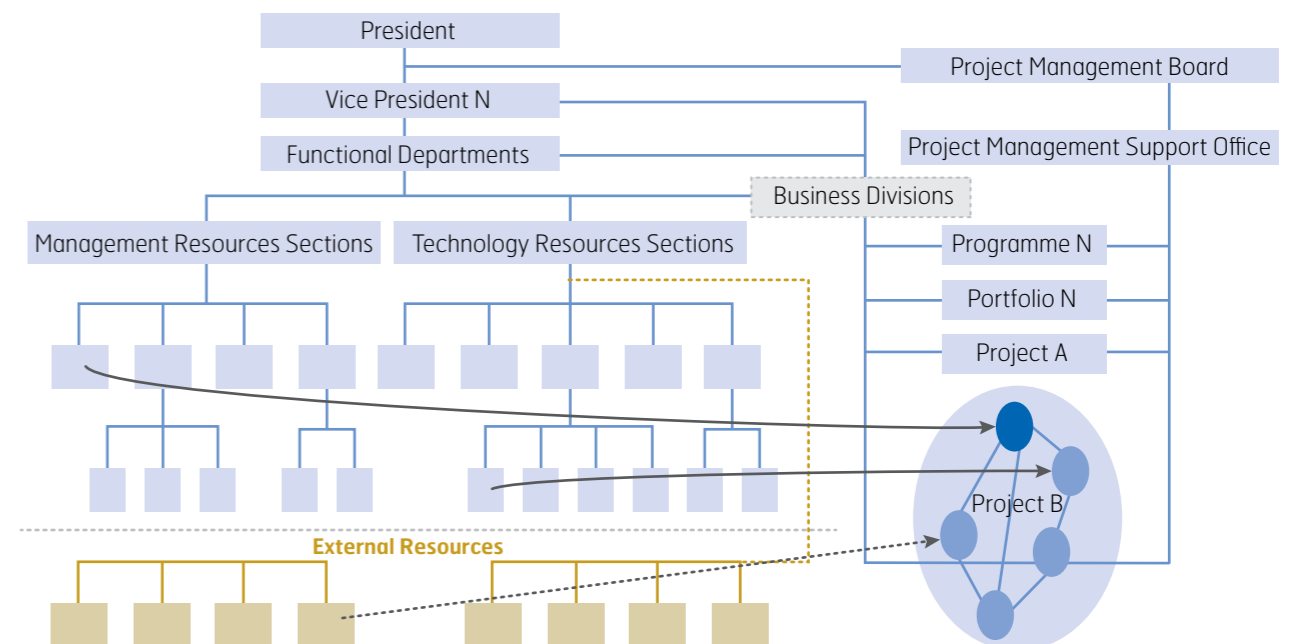 President
Project Management Board
Vice President N
Functional Departments
Project Management Support Office
Business Divisions
Management Resources Sections
Technology Resources Sections
Programme N
Portfolio N
Project A
Project B
External Resources